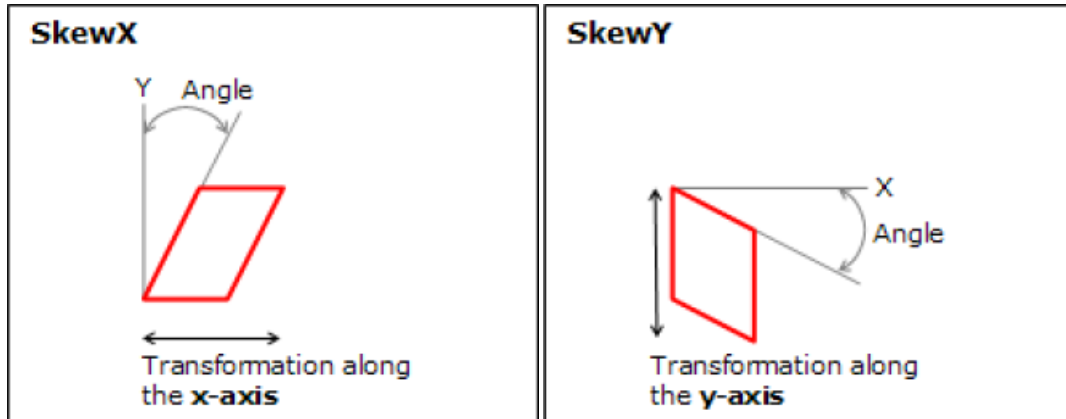 SkewX
Y
Angle
Transformation along
the x-axis
SkewY
X
Angle
Transformation along
the y-axis